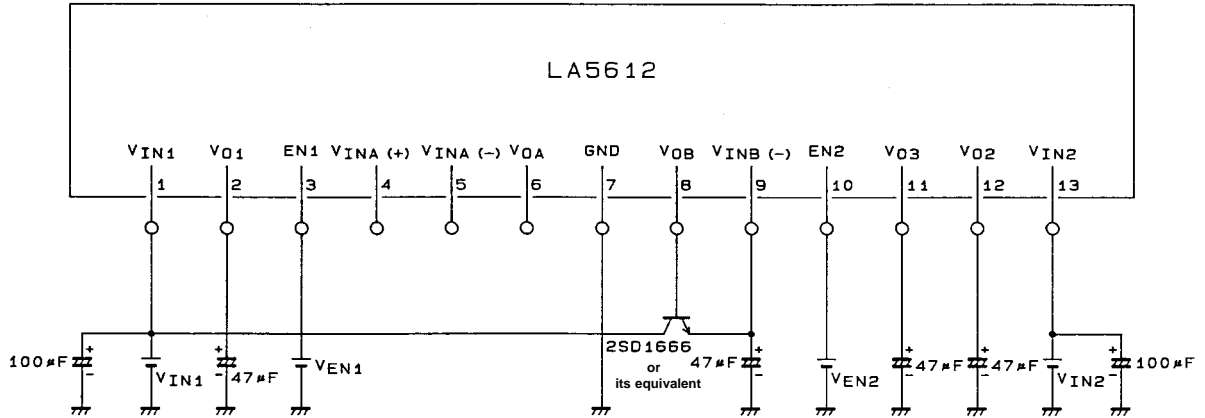 LA5612
VIN1 VO1 EN1 VINA (+) VINA (-) VOA GND VOB VINB (-) EN2 VO3 VO2 VIN2
1 2 3 4 5 6 7 8 9 10 11 12 13
100µF + - VIN1 + - 47µF VEN1 2SD1666 47µF + - VEN2 + - 47µF + - 47µF VIN2 + - 100µF
or
its equivalent